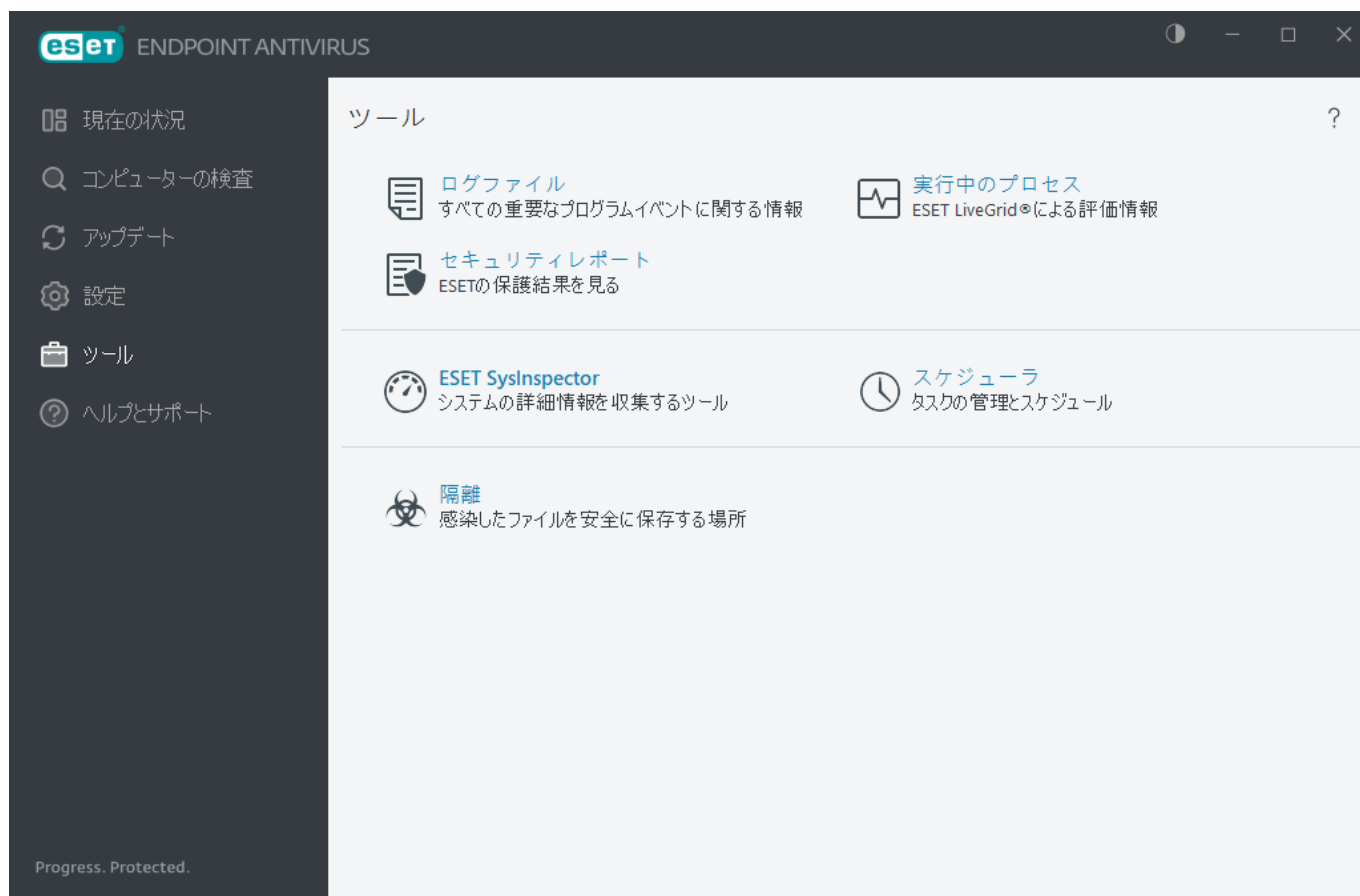 eset ENDPOINT ANTIVIRUS
現在の状況
コンピューターの検査
アップデート
設定
ツール
ヘルプとサポート
Progress. Protected.
ツール
?
ログファイル
すべての重要なプログラムイベントに関する情報
実行中のプロセス
ESET LiveGrid®による評価情報
セキュリティレポート
ESETの保護結果を見る
ESET SysInspector
システムの詳細情報を収集するツール
スケジューラ
タスクの管理とスケジュール
隔離
感染したファイルを安全に保存する場所